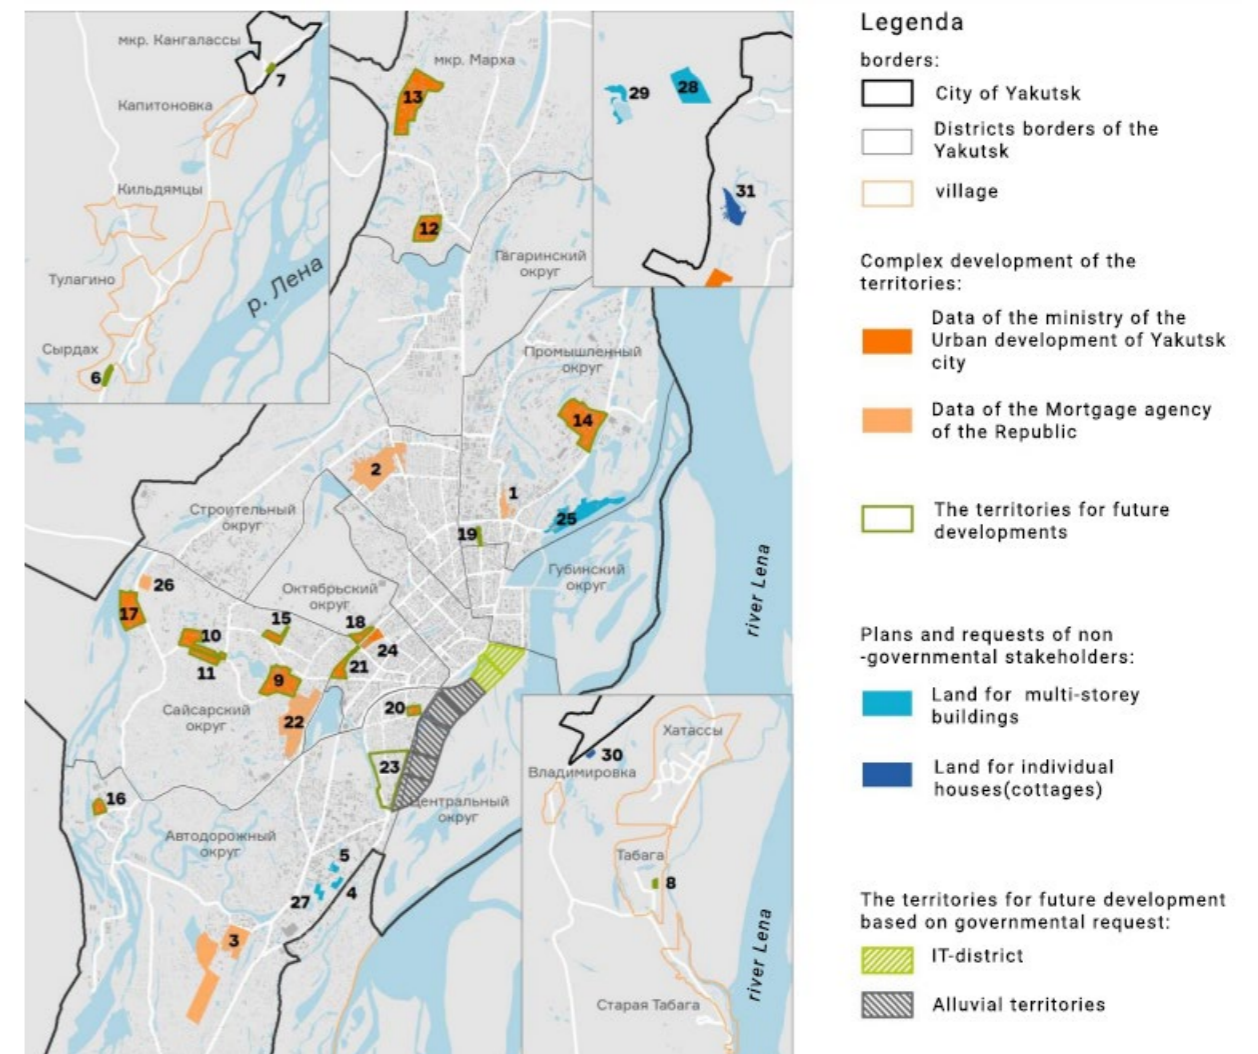 мкр. Кангалассы
7
Капитоновка
Кильдямцы
Тулагино
р. Лена
Сырдах
6
мкр. Марха
13
12
Гагаринский
округ
29
28
31
Промышленный
округ
14
2
1
25
19
Строительный
округ
Губинский
округ
river Lena
26
17
Октябрьский
округ
15
18
10
11
24
21
9
20
22
Сайсарский
округ
23
16
Центральный
округ
Автодорожный
округ
5
4
27
3
Хатассы
30
Владимировка
Табага
8
river Lena
Старая Табага
Legenda
borders:
City of Yakutsk
Districts borders of the
Yakutsk
village
Complex development of the
territories:
Data of the ministry of the
Urban development of Yakutsk
city
Data of the Mortgage agency
of the Republic
The territories for future
developments
Plans and requests of non
-governmental stakeholders:
Land for multi-storey
buildings
Land for individual
houses(cottages)
The territories for future development
based on governmental request:
IT-district
Alluvial territories